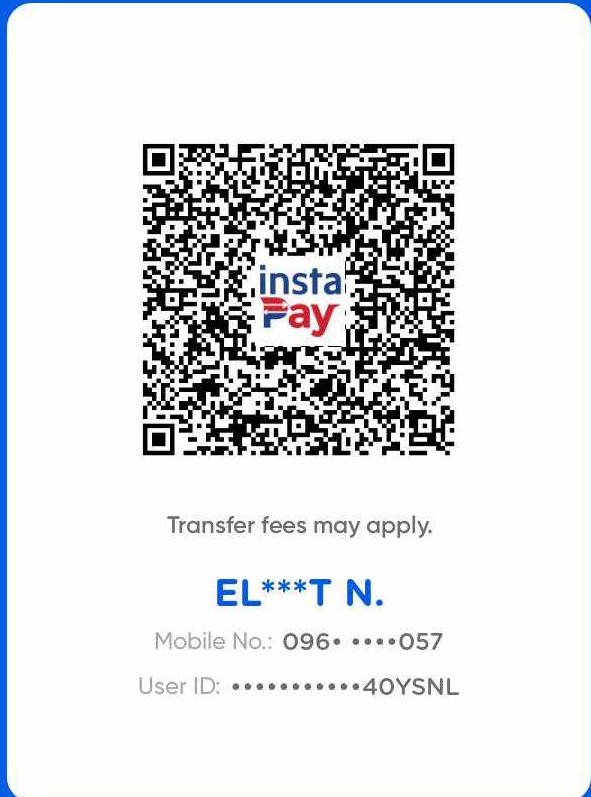 insta
Pay
Transfer fees may apply.
EL***T N.
Mobile No.: 096• ••••057
User ID: •••••••••••40YSNL